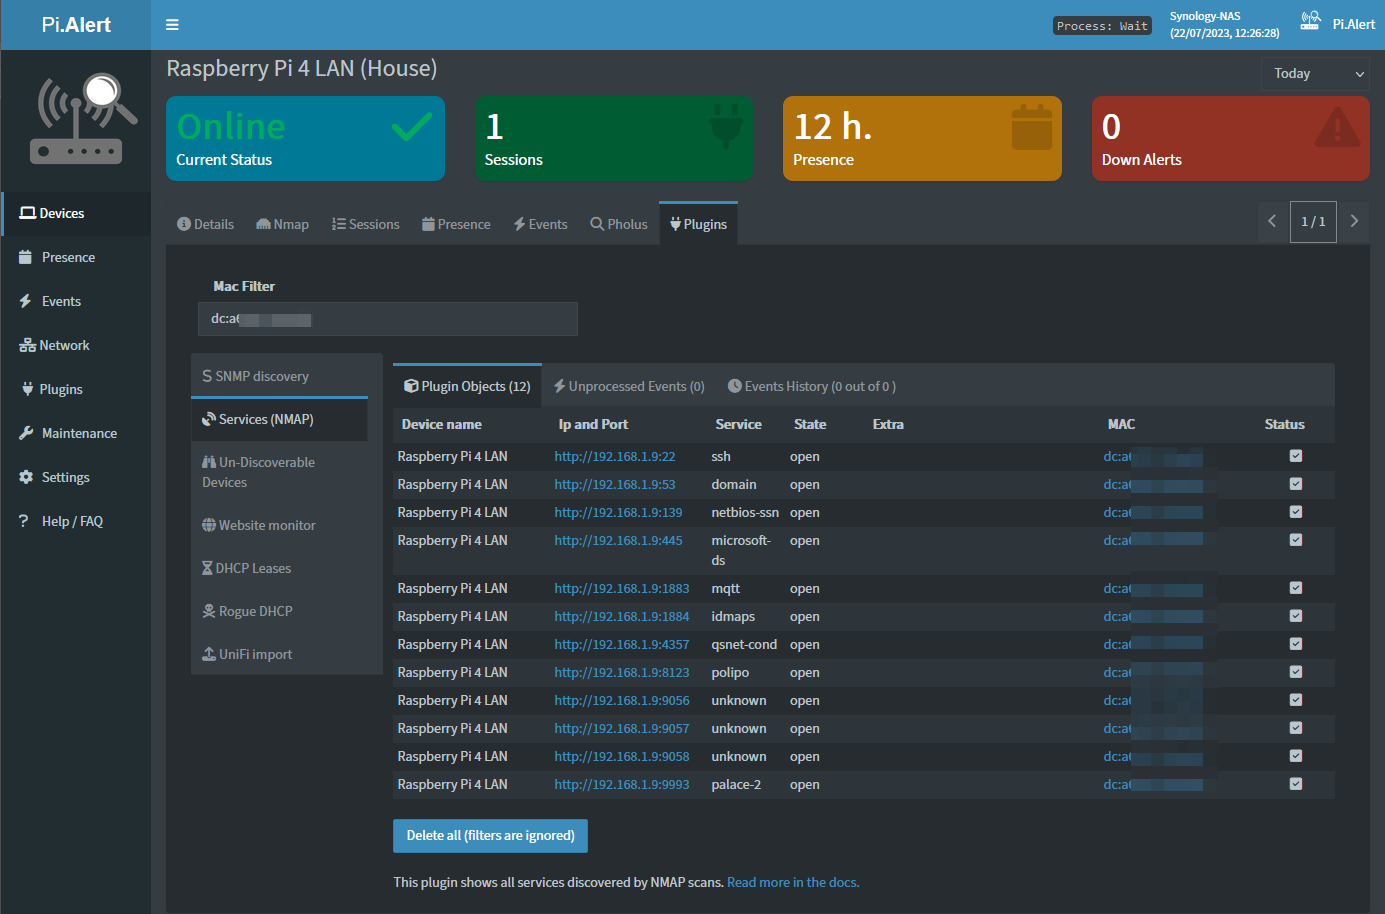 Pi.Alert
Process: Wait
Synology-NAS
(22/07/2023, 12:26:28)
Pi.Alert
Raspberry Pi 4 LAN (House)
Today
Online
Current Status
1
Sessions
12 h.
Presence
0
Down Alerts
Devices
Presence
Events
Network
Plugins
Maintenance
Settings
? Help / FAQ
Details Nmap Sessions Presence Events Pholus Plugins
1 / 1
Mac Filter
dc:a6
S SNMP discovery
Services (NMAP)
Un-Discoverable
Devices
Website monitor
DHCP Leases
Rogue DHCP
UniFi import
Plugin Objects (12) Unprocessed Events (0) Events History (0 out of 0 )
Device name Ip and Port Service State Extra MAC Status
Raspberry Pi 4 LAN http://192.168.1.9:22 ssh open dc:a6
Raspberry Pi 4 LAN http://192.168.1.9:53 domain open dc:a6
Raspberry Pi 4 LAN http://192.168.1.9:139 netbios-ssn open dc:a6
Raspberry Pi 4 LAN http://192.168.1.9:445 microsoft-
ds open dc:a6
Raspberry Pi 4 LAN http://192.168.1.9:1883 mqtt open dc:a6
Raspberry Pi 4 LAN http://192.168.1.9:1884 idmaps open dc:a6
Raspberry Pi 4 LAN http://192.168.1.9:4357 qsnet-cond open dc:a6
Raspberry Pi 4 LAN http://192.168.1.9:8123 polipo open dc:a6
Raspberry Pi 4 LAN http://192.168.1.9:9056 unknown open dc:a6
Raspberry Pi 4 LAN http://192.168.1.9:9057 unknown open dc:a6
Raspberry Pi 4 LAN http://192.168.1.9:9058 unknown open dc:a6
Raspberry Pi 4 LAN http://192.168.1.9:9993 palace-2 open dc:a6
Delete all (filters are ignored)
This plugin shows all services discovered by NMAP scans. Read more in the docs.